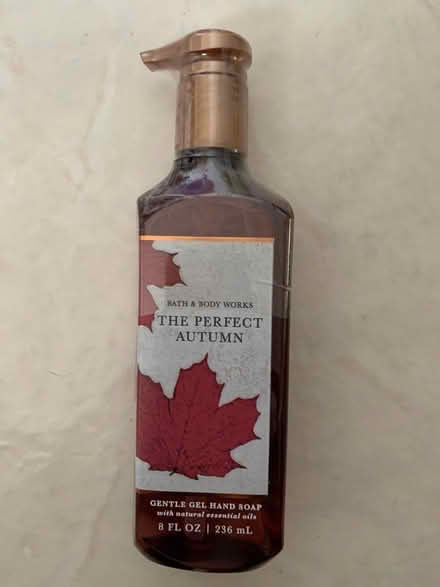 BATH & BODY WORKS
THE PERFECT
AUTUMN
GENTLE GEL HAND SOAP
with natural essential oils
8 FL OZ | 236 mL